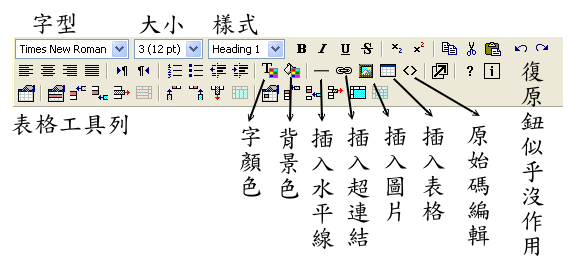 字型 大小 樣式
Times New Roman 3 (12 pt) Heading 1 B I U S x₂ x²
T ¶ ¶ <> ? i
表格工具列
字顏色
背景色
插入水平線
插入超連結
插入圖片
插入表格
原始碼編輯
復原鈕似乎沒作用